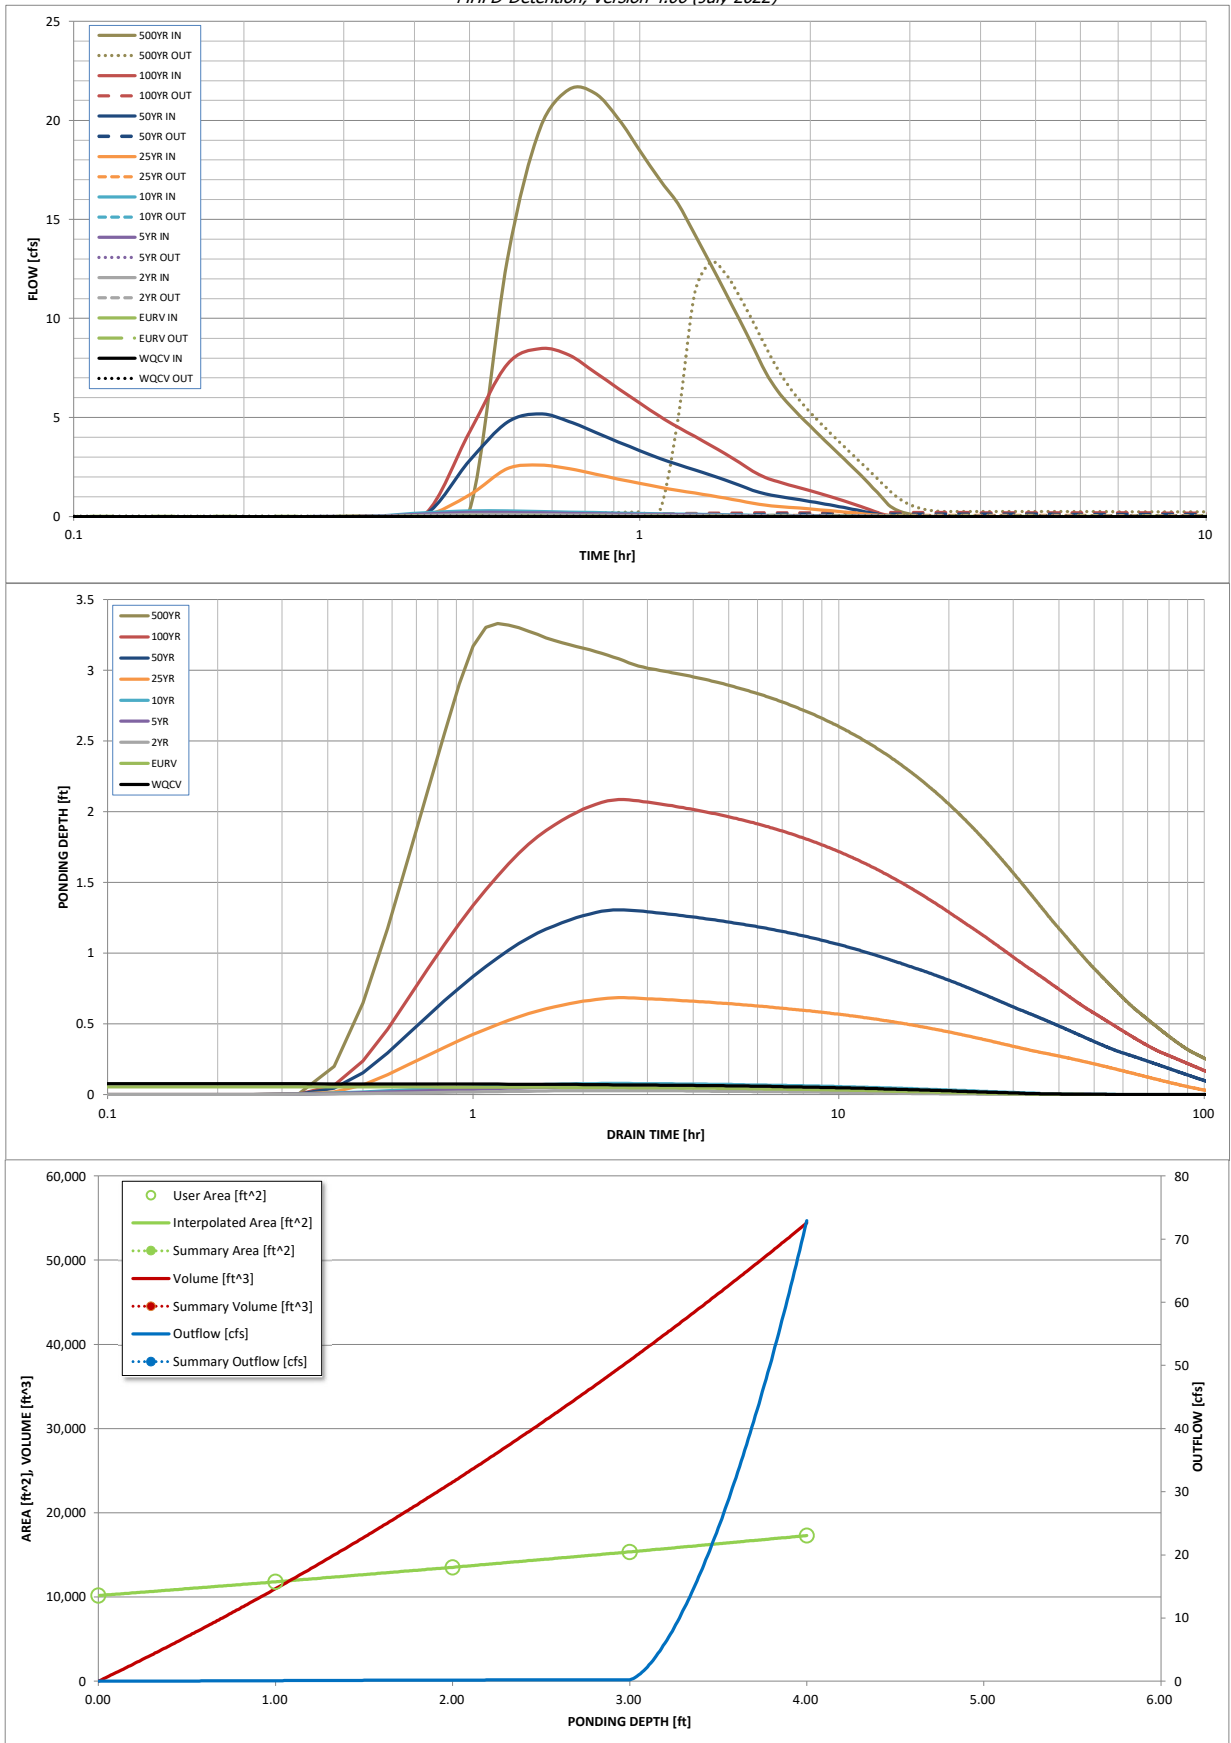 MHFD-Detention, Version 4.06 (July 2022)
25
20
15
10
5
0
FLOW [cfs]
500YR IN
500YR OUT
100YR IN
100YR OUT
50YR IN
50YR OUT
25YR IN
25YR OUT
10YR IN
10YR OUT
5YR IN
5YR OUT
2YR IN
2YR OUT
EURV IN
EURV OUT
WQCV IN
WQCV OUT
0.1
1
10
TIME [hr]
3.5
3
2.5
2
1.5
1
0.5
0
PONDING DEPTH [ft]
500YR
100YR
50YR
25YR
10YR
5YR
2YR
EURV
WQCV
0.1
1
10
100
DRAIN TIME [hr]
60,000
50,000
40,000
30,000
20,000
10,000
0
AREA [ft^2], VOLUME [ft^3]
User Area [ft^2]
Interpolated Area [ft^2]
Summary Area [ft^2]
Volume [ft^3]
Summary Volume [ft^3]
Outflow [cfs]
Summary Outflow [cfs]
80
70
60
50
40
30
20
10
0
OUTFLOW [cfs]
0.00
1.00
2.00
3.00
4.00
5.00
6.00
PONDING DEPTH [ft]